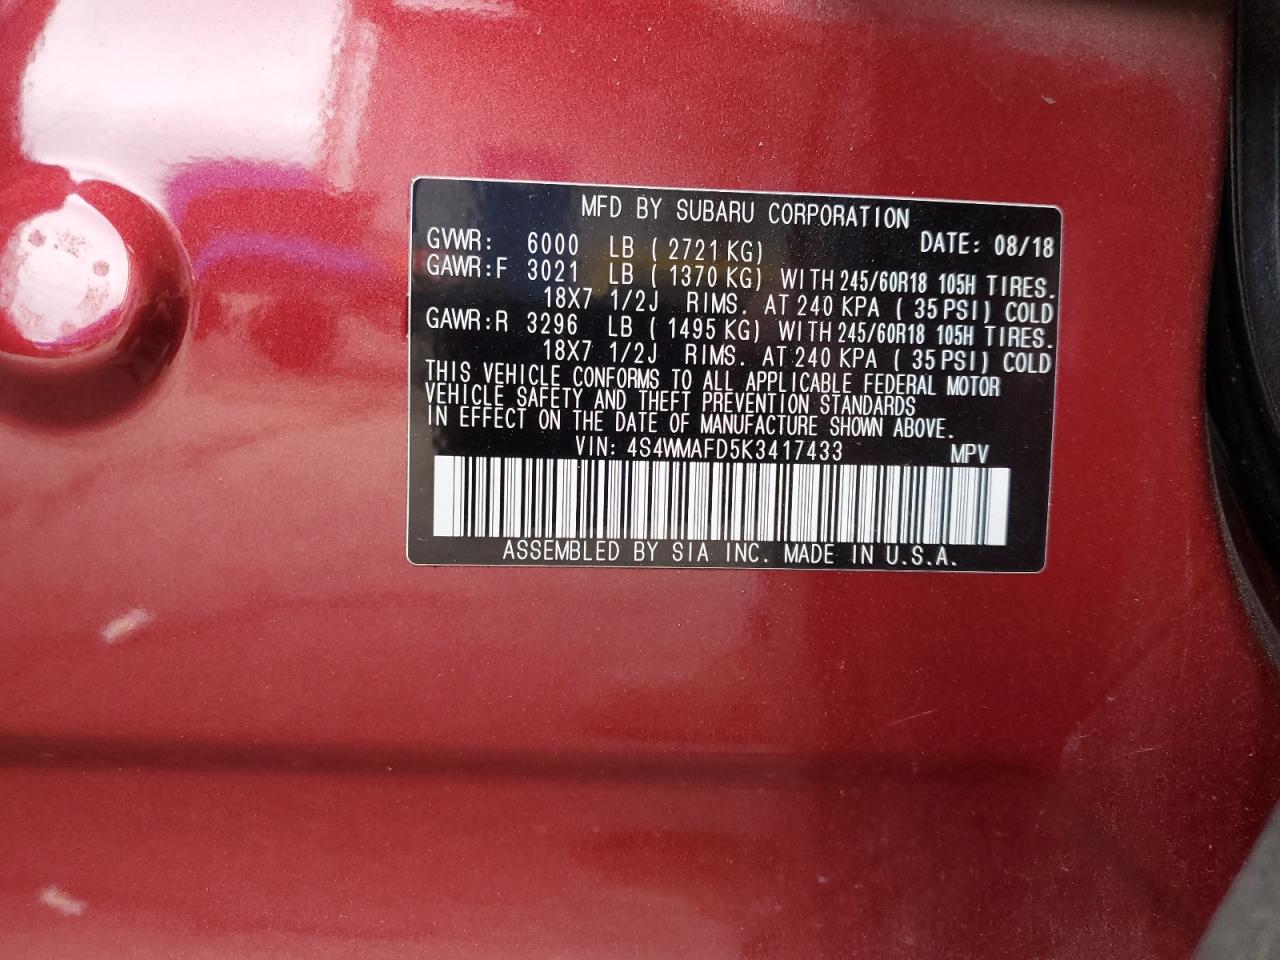 MFD BY SUBARU CORPORATION
GVWR: 6000 LB ( 2721 KG) DATE: 08/18
GAWR:F 3021 LB ( 1370 KG) WITH 245/60R18 105H TIRES.
18X7 1/2J RIMS. AT 240 KPA ( 35 PSI) COLD
GAWR:R 3296 LB ( 1495 KG) WITH 245/60R18 105H TIRES.
18X7 1/2J RIMS. AT 240 KPA ( 35 PSI) COLD
THIS VEHICLE CONFORMS TO ALL APPLICABLE FEDERAL MOTOR
VEHICLE SAFETY AND THEFT PREVENTION STANDARDS
IN EFFECT ON THE DATE OF MANUFACTURE SHOWN ABOVE.
VIN: 4S4WMAFD5K3417433 MPV
ASSEMBLED BY SIA INC. MADE IN U.S.A.